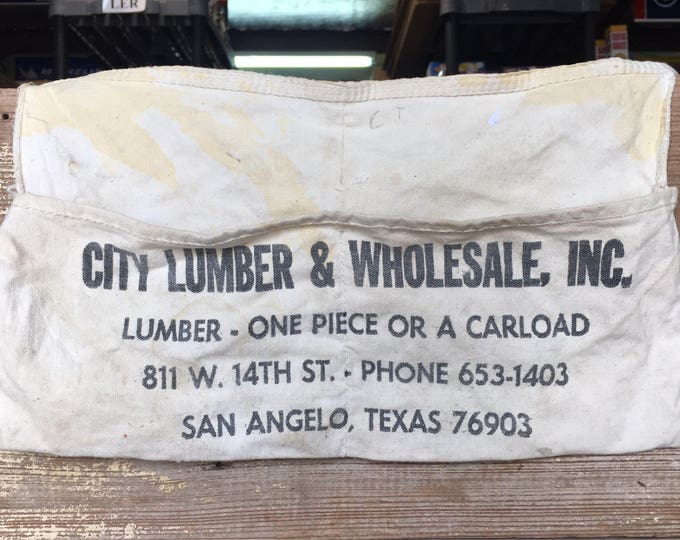 LER
C T
CITY LUMBER & WHOLESALE, INC.
LUMBER - ONE PIECE OR A CARLOAD
811 W. 14TH ST. - PHONE 653-1403
SAN ANGELO, TEXAS 76903